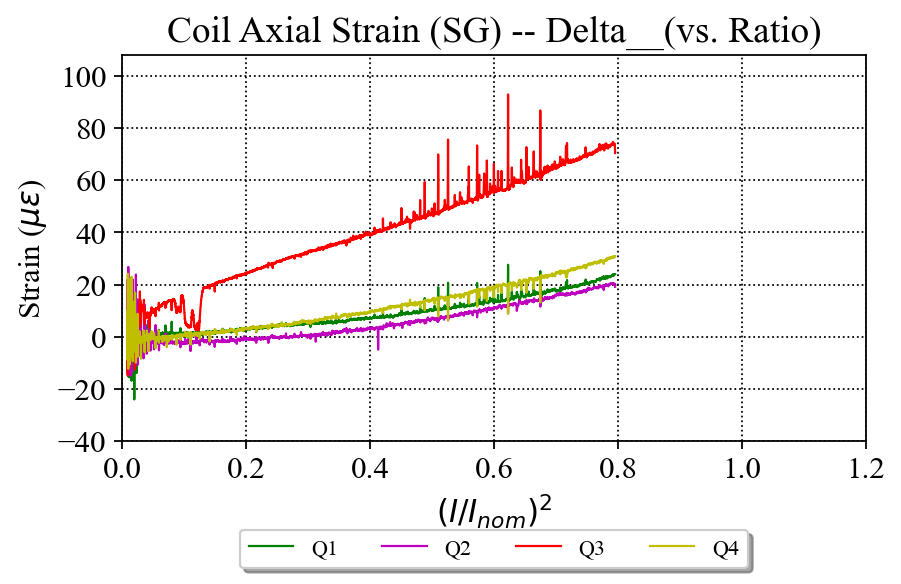 Coil Axial Strain (SG) -- Delta__(vs. Ratio)
Strain (με)
100
80
60
40
20
0
−20
−40
0.0 0.2 0.4 0.6 0.8 1.0 1.2
(I/I_nom)²
Q1 Q2 Q3 Q4